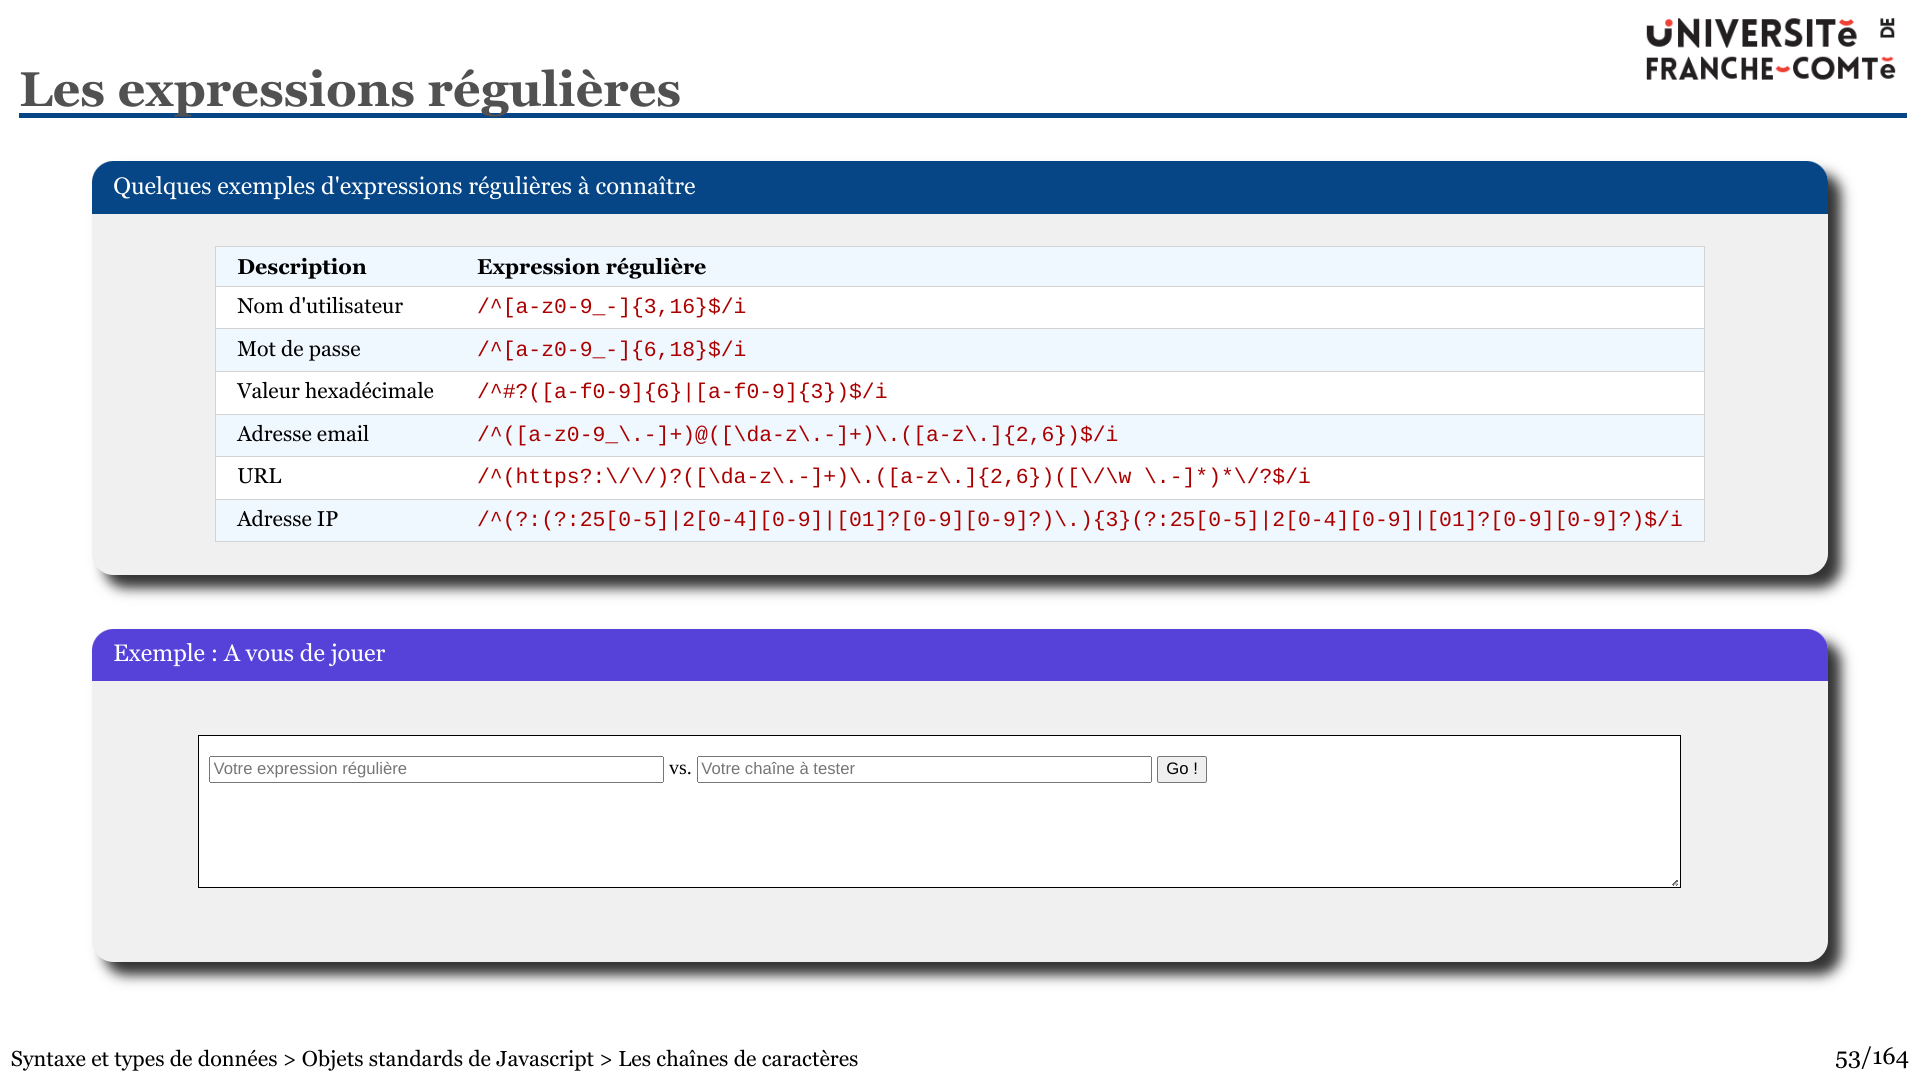 UNIVERSITé DE
FRANCHE-COMTé
Les expressions régulières
Quelques exemples d'expressions régulières à connaître
Description Expression régulière
Nom d'utilisateur /^[a-z0-9_-]{3,16}$/i
Mot de passe /^[a-z0-9_-]{6,18}$/i
Valeur hexadécimale /^#?([a-f0-9]{6}|[a-f0-9]{3})$/i
Adresse email /^([a-z0-9_\.-]+)@([\da-z\.-]+)\.([a-z\.]{2,6})$/i
URL /^(https?:\/\/)?([\da-z\.-]+)\.([a-z\.]{2,6})([\/\w \.-]*)*\/?$/i
Adresse IP /^(?:(?:25[0-5]|2[0-4][0-9]|[01]?[0-9][0-9]?)\.){3}(?:25[0-5]|2[0-4][0-9]|[01]?[0-9][0-9]?)$/i
Exemple : A vous de jouer
Votre expression régulière vs. Votre chaîne à tester Go !
Syntaxe et types de données > Objets standards de Javascript > Les chaînes de caractères
53/164